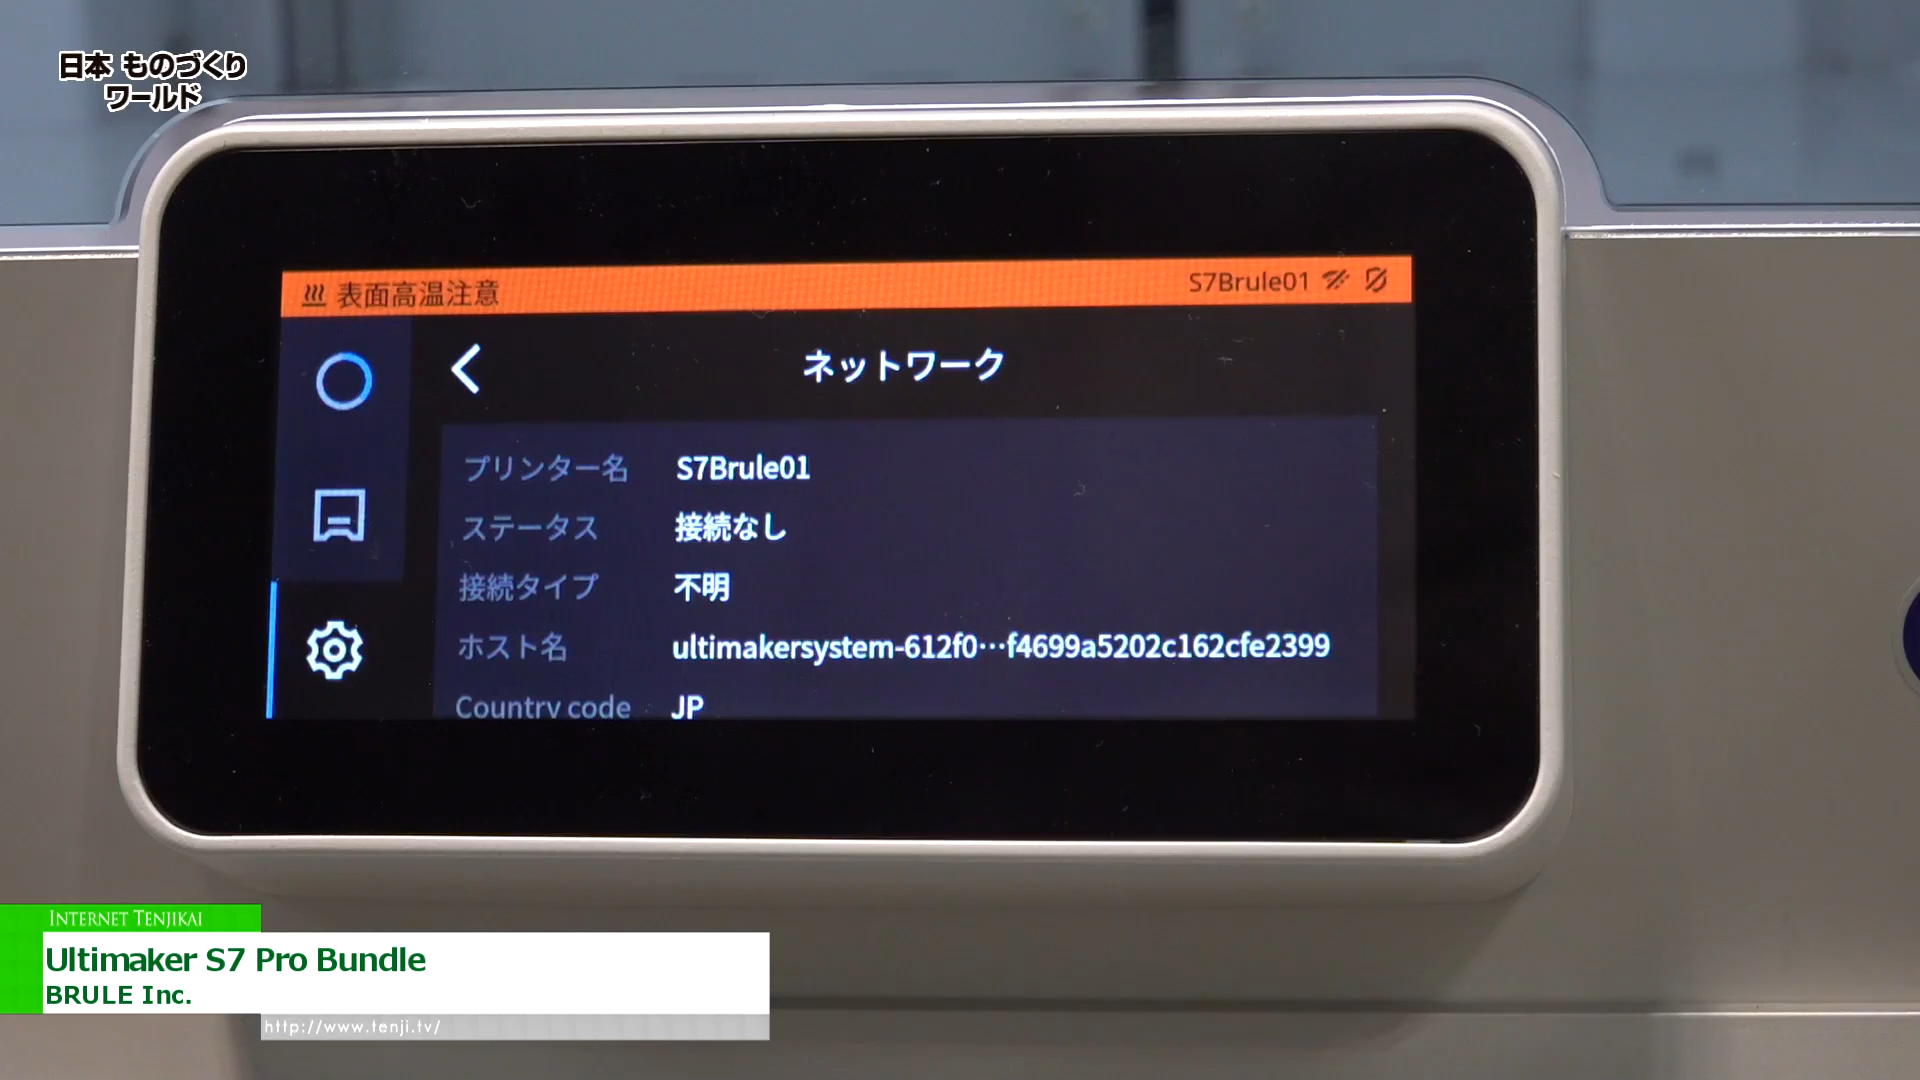 日本 ものづくり
ワールド
表面高温注意
S7Brule01
ネットワーク
プリンター名 S7Brule01
ステータス 接続なし
接続タイプ 不明
ホスト名 ultimakersystem-612f0…f4699a5202c162cfe2399
Country code JP
INTERNET TENJIKAI
Ultimaker S7 Pro Bundle
BRULE Inc.
http://www.tenji.tv/